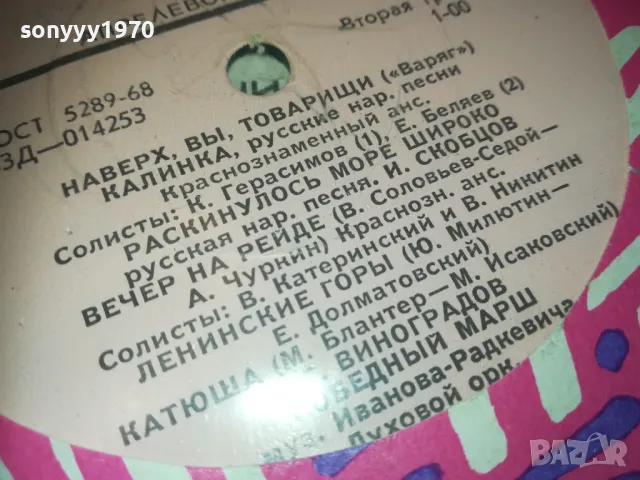 sonyyy1970
ЛЕВО
Вторая
1-00
ОСТ 5289-68
ЗД—014253
НАВЕРХ, ВЫ, ТОВАРИЩИ («Варяг»)
КАЛИНКА, русские нар. песни
Краснознаменный анс.
Солисты: К. Герасимов (1), Е. Беляев (2)
РАСКИНУЛОСЬ МОРЕ ШИРОКО
русская нар. песня. И. СКОБЦОВ
ВЕЧЕР НА РЕЙДЕ (В. Соловьев-Седой—
А. Чуркин) Краснозн. анс.
Солисты: В. Катеринский и В. Никитин
ЛЕНИНСКИЕ ГОРЫ (Ю. Милютин—
Е. Долматовский)
КАТЮША (М. Блантер—М. Исаковский)
ВИНОГРАДОВ
ОБЕДНЫЙ МАРШ
муз. Иванова-Радкевича
Духовой орк.
BAZAR